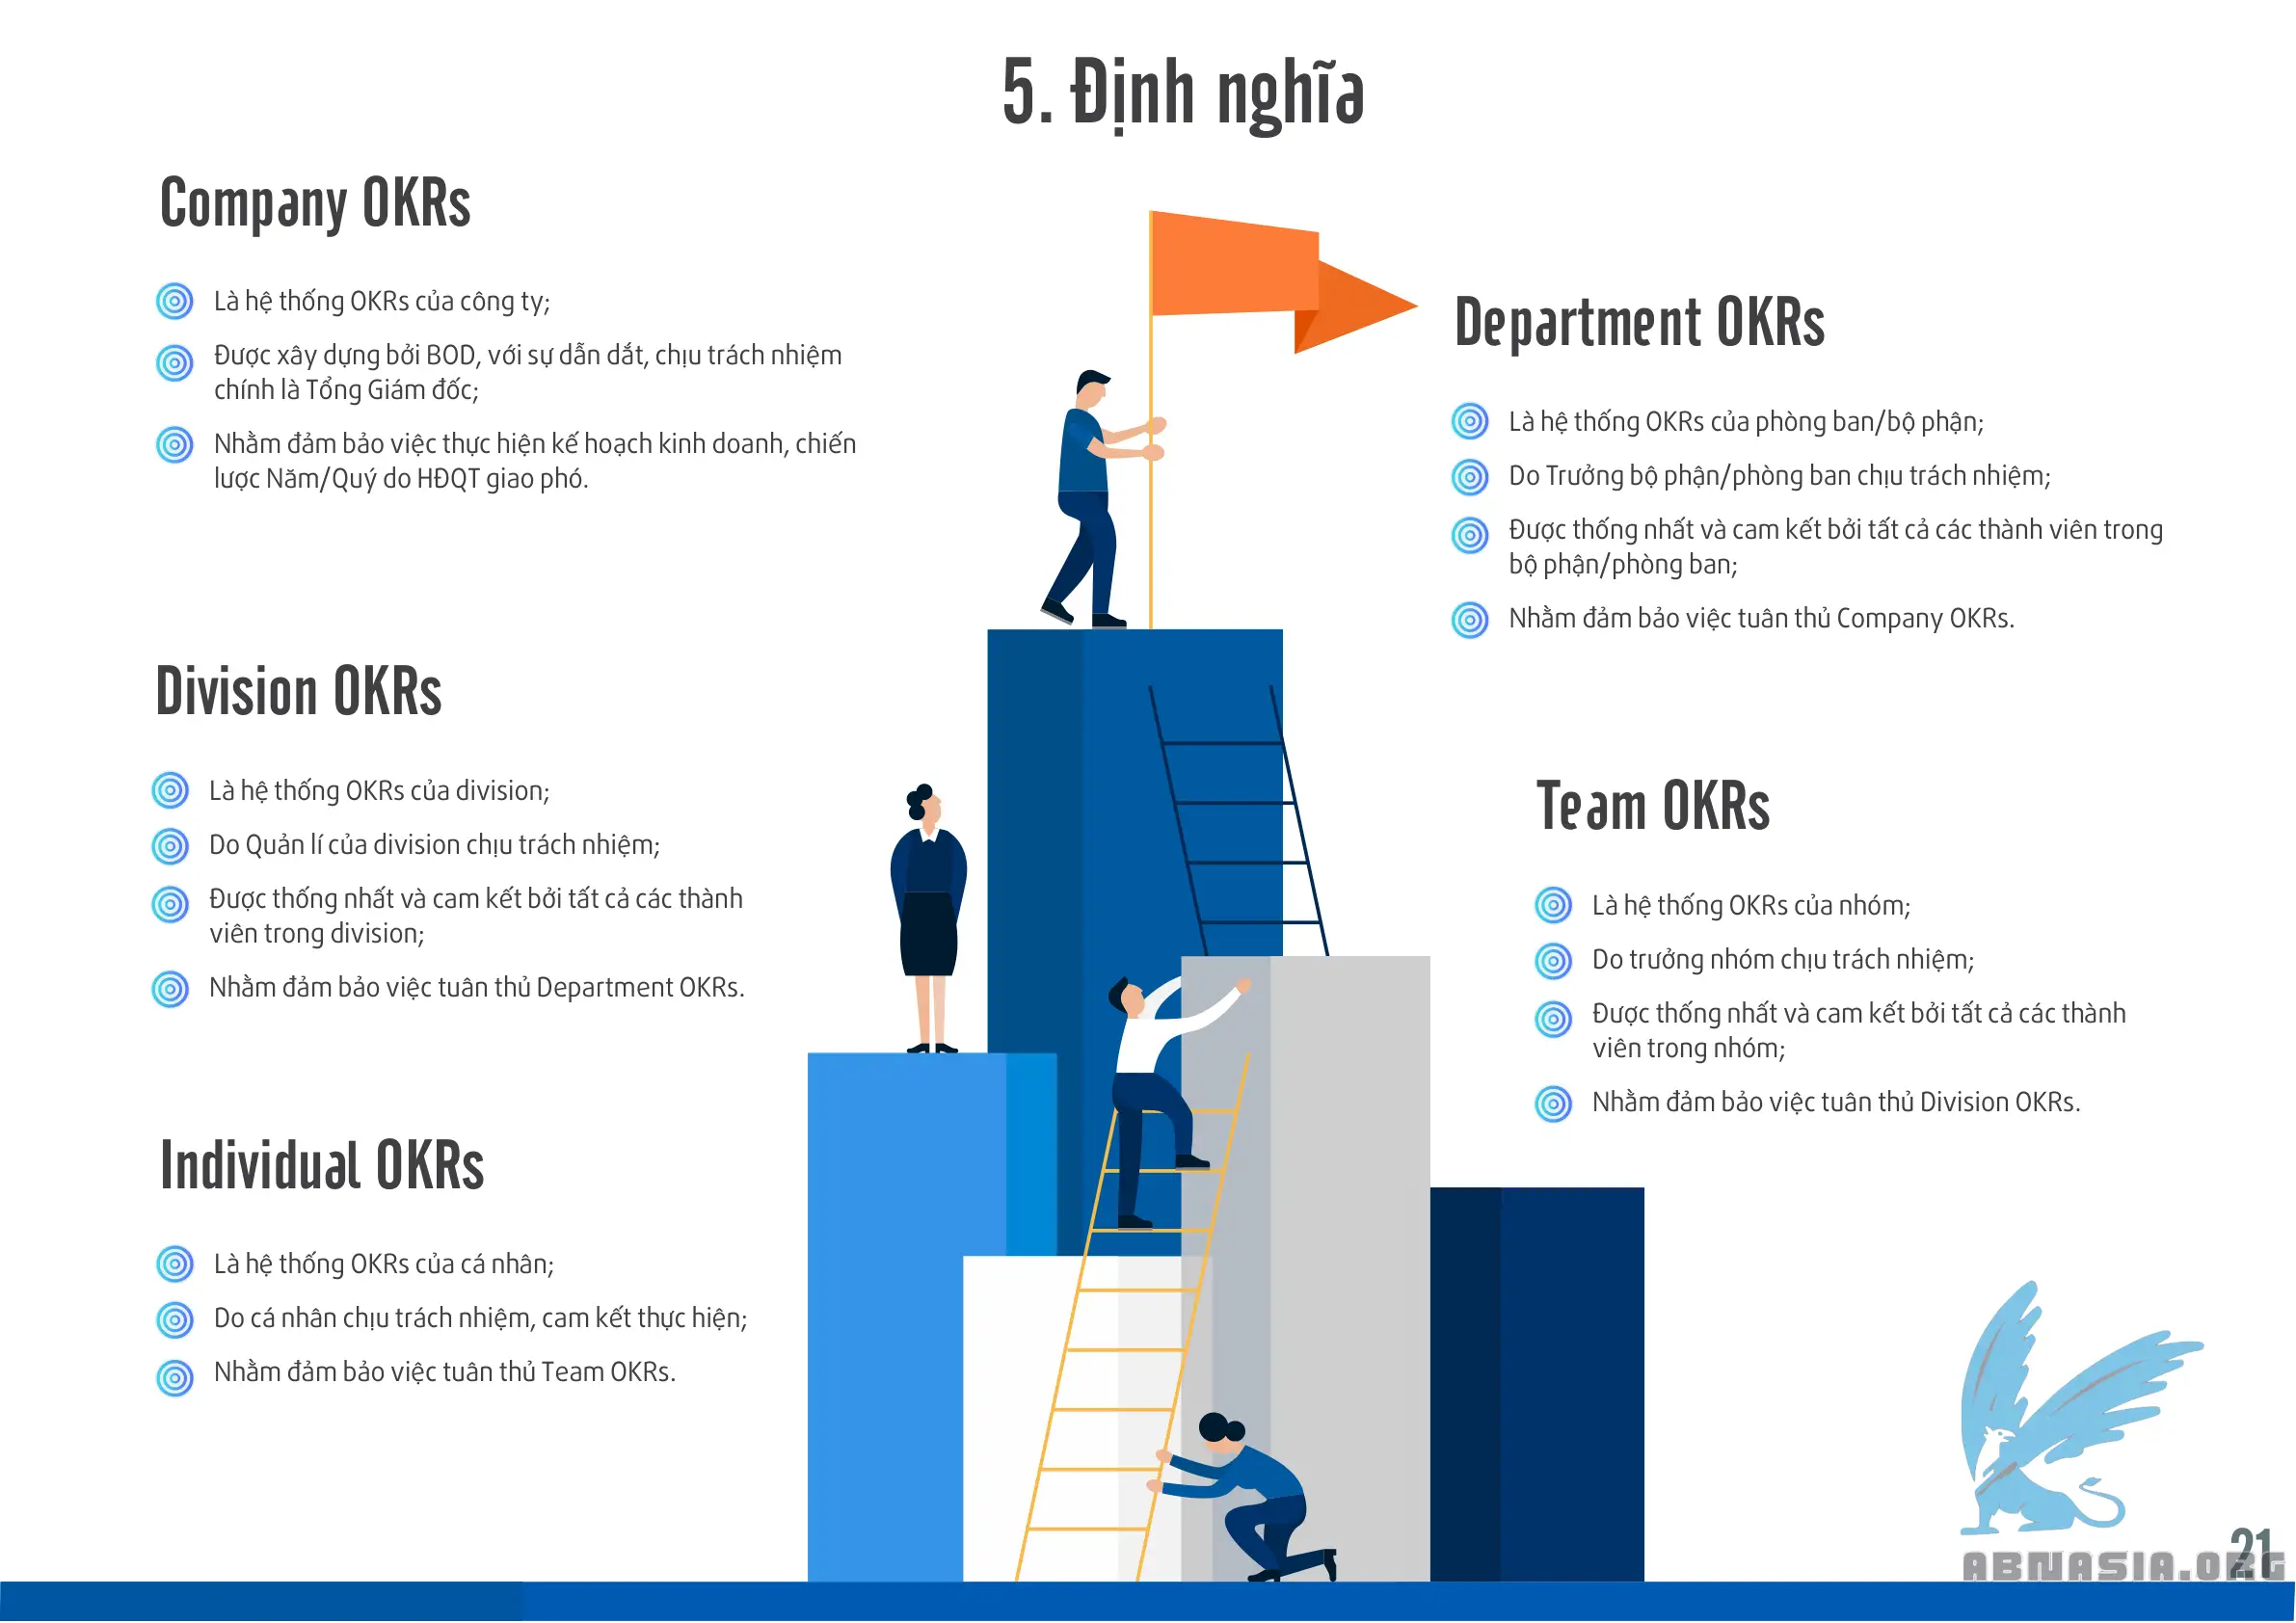 5. Định nghĩa
Company OKRs
Là hệ thống OKRs của công ty;
Được xây dựng bởi BOD, với sự dẫn dắt, chịu trách nhiệm
chính là Tổng Giám đốc;
Nhằm đảm bảo việc thực hiện kế hoạch kinh doanh, chiến
lược Năm/Quý do HĐQT giao phó.
Department OKRs
Là hệ thống OKRs của phòng ban/bộ phận;
Do Trưởng bộ phận/phòng ban chịu trách nhiệm;
Được thống nhất và cam kết bởi tất cả các thành viên trong
bộ phận/phòng ban;
Nhằm đảm bảo việc tuân thủ Company OKRs.
Division OKRs
Là hệ thống OKRs của division;
Do Quản lí của division chịu trách nhiệm;
Được thống nhất và cam kết bởi tất cả các thành
viên trong division;
Nhằm đảm bảo việc tuân thủ Department OKRs.
Team OKRs
Là hệ thống OKRs của nhóm;
Do trưởng nhóm chịu trách nhiệm;
Được thống nhất và cam kết bởi tất cả các thành
viên trong nhóm;
Nhằm đảm bảo việc tuân thủ Division OKRs.
Individual OKRs
Là hệ thống OKRs của cá nhân;
Do cá nhân chịu trách nhiệm, cam kết thực hiện;
Nhằm đảm bảo việc tuân thủ Team OKRs.
21
ABNASIA.ORG